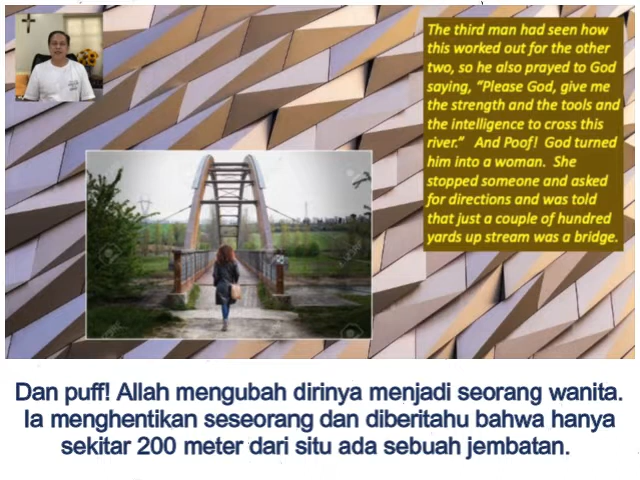 The third man had seen how
this worked out for the other
two, so he also prayed to God
saying, “Please God, give me
the strength and the tools and
the intelligence to cross this
river.” And Poof! God turned
him into a woman. She
stopped someone and asked
for directions and was told
that just a couple of hundred
yards up stream was a bridge.
Dan puff! Allah mengubah dirinya menjadi seorang wanita.
Ia menghentikan seseorang dan diberitahu bahwa hanya
sekitar 200 meter dari situ ada sebuah jembatan.